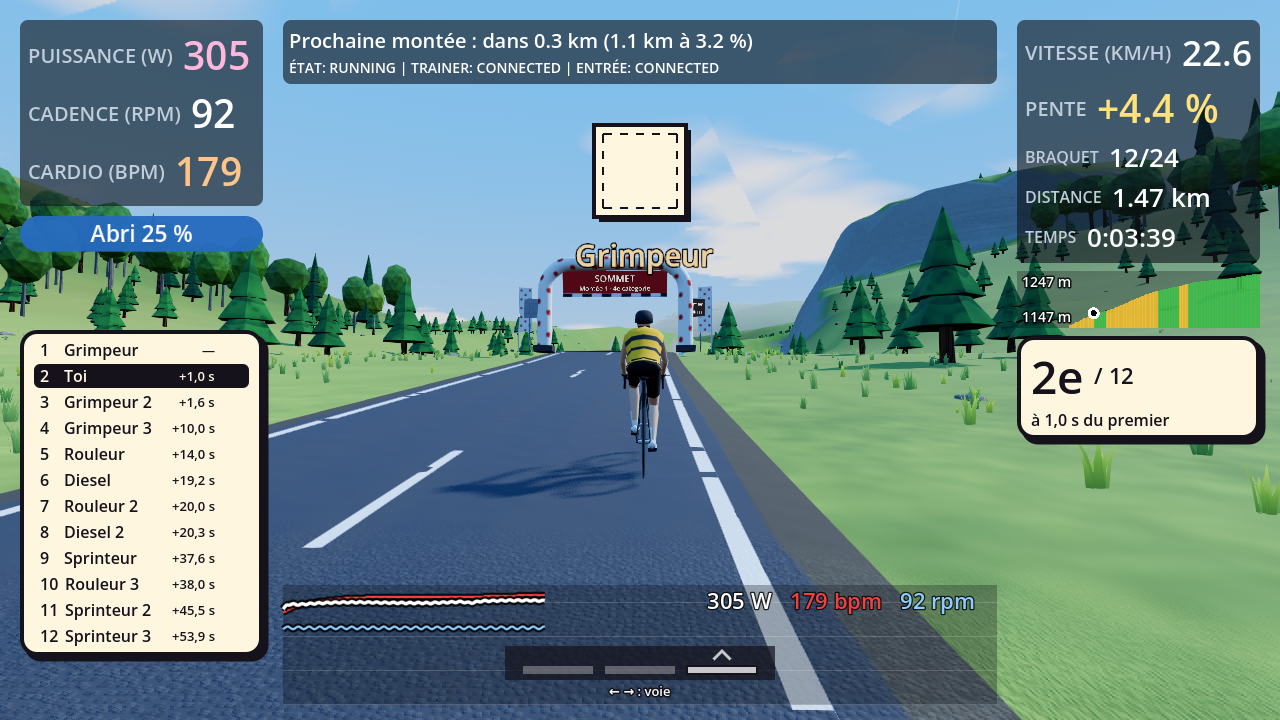 PUISSANCE (W) 305
CADENCE (RPM) 92
CARDIO (BPM) 179
Abri 25 %
Prochaine montée : dans 0.3 km (1.1 km à 3.2 %)
ÉTAT: RUNNING | TRAINER: CONNECTED | ENTRÉE: CONNECTED
VITESSE (KM/H) 22.6
PENTE +4.4 %
BRAQUET 12/24
DISTANCE 1.47 km
TEMPS 0:03:39
1247 m
1147 m
2e / 12
à 1,0 s du premier
Grimpeur
SOMMET
Montée 1 · 4e catégorie
1 Grimpeur —
2 Toi +1,0 s
3 Grimpeur 2 +1,6 s
4 Grimpeur 3 +10,0 s
5 Rouleur +14,0 s
6 Diesel +19,2 s
7 Rouleur 2 +20,0 s
8 Diesel 2 +20,3 s
9 Sprinteur +37,6 s
10 Rouleur 3 +38,0 s
11 Sprinteur 2 +45,5 s
12 Sprinteur 3 +53,9 s
305 W 179 bpm 92 rpm
← → : voie